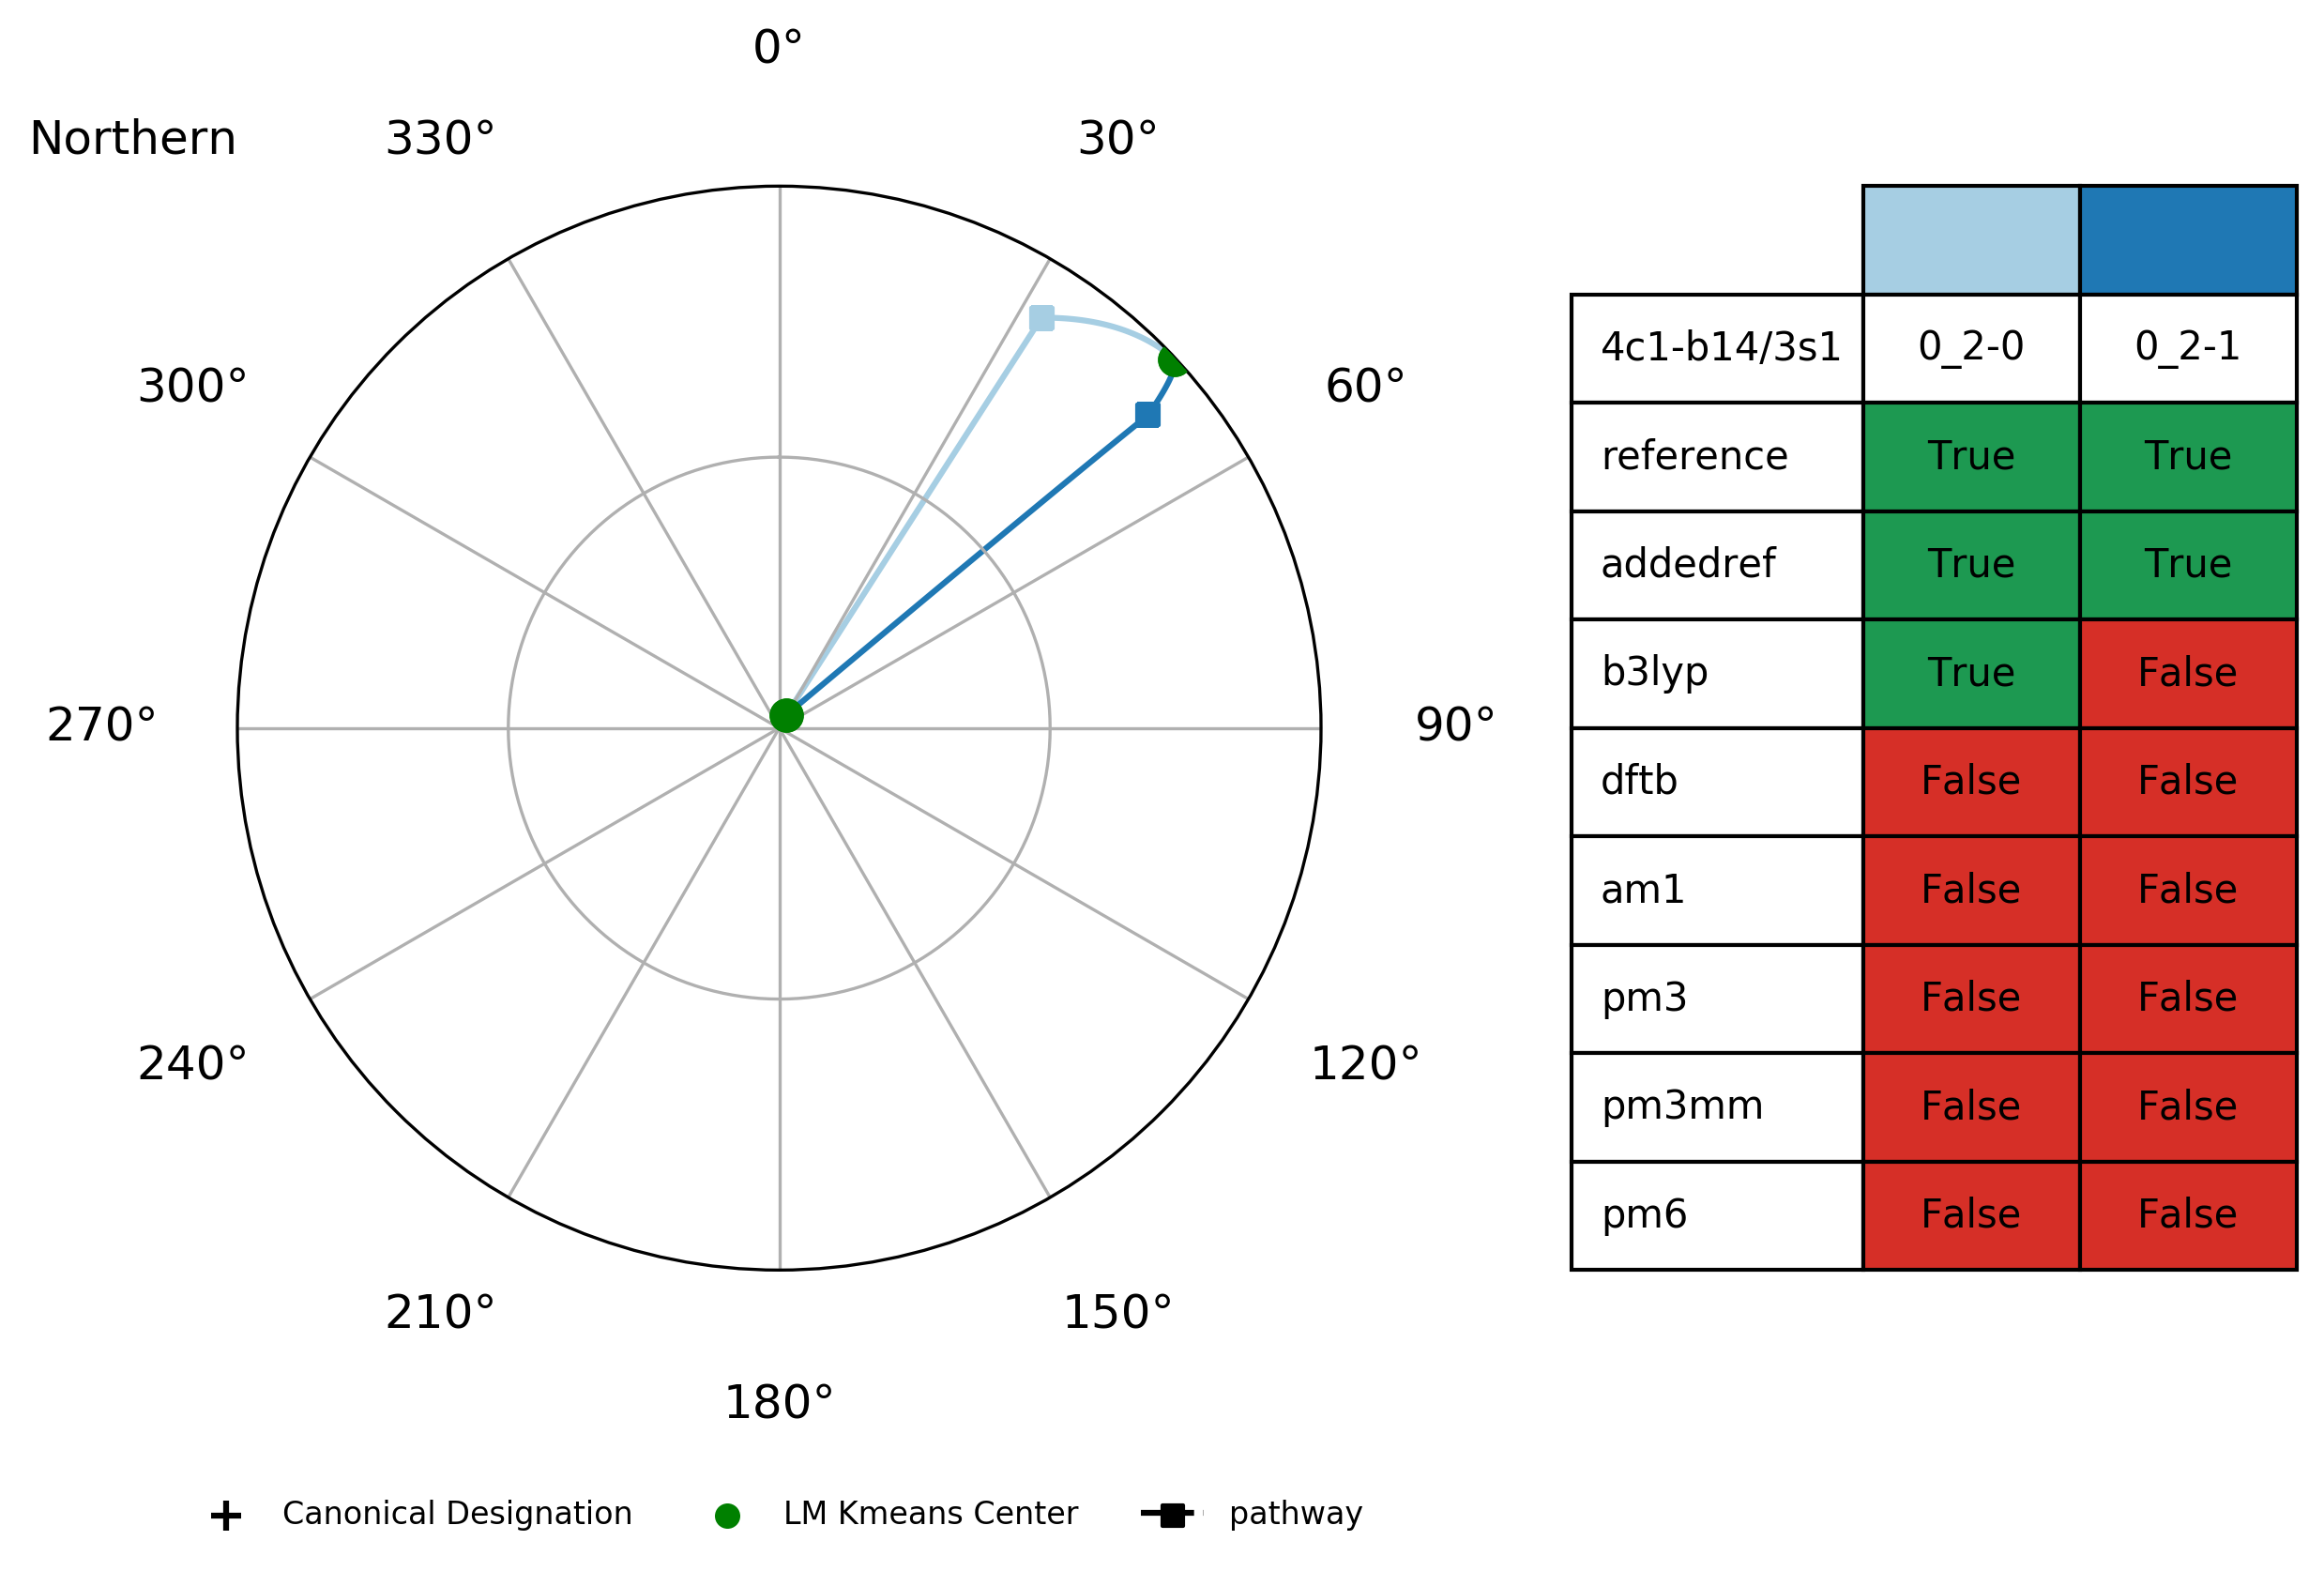 0°
Northern
330°
30°
300°
60°
270°
90°
240°
120°
210°
150°
180°
4c1-b14/3s1 0_2-0 0_2-1
reference True True
addedref True True
b3lyp True False
dftb False False
am1 False False
pm3 False False
pm3mm False False
pm6 False False
Canonical Designation LM Kmeans Center pathway